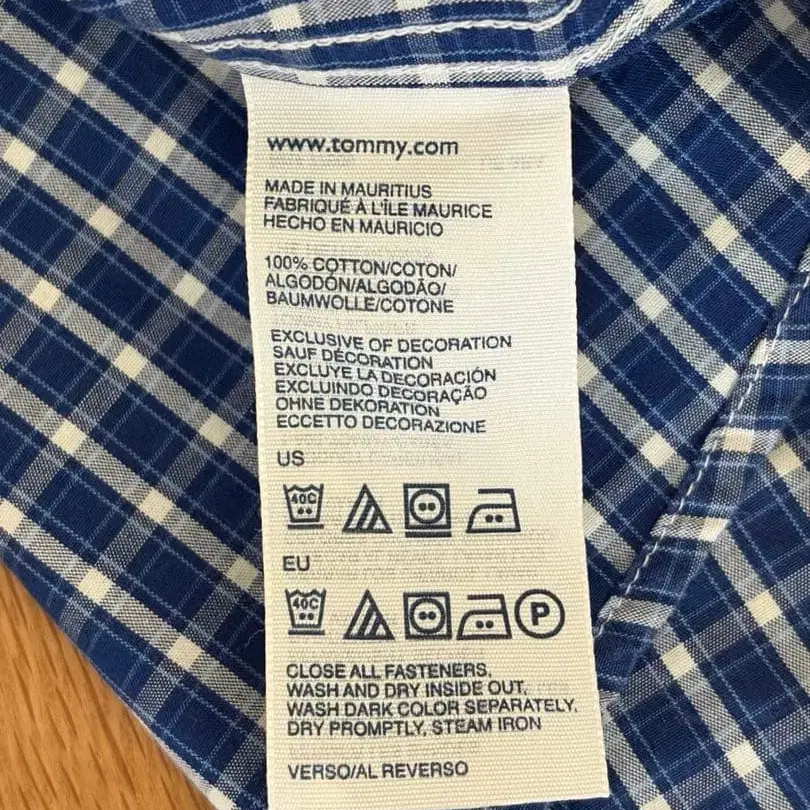 www.tommy.com
MADE IN MAURITIUS
FABRIQUÉ À L'ÎLE MAURICE
HECHO EN MAURICIO
100% COTTON/COTON/
ALGODÓN/ALGODÃO/
BAUMWOLLE/COTONE
EXCLUSIVE OF DECORATION
SAUF DÉCORATION
EXCLUYE LA DECORACIÓN
EXCLUINDO DECORAÇÃO
OHNE DEKORATION
ECCETTO DECORAZIONE
US
40C
EU
40C P
CLOSE ALL FASTENERS,
WASH AND DRY INSIDE OUT,
WASH DARK COLOR SEPARATELY,
DRY PROMPTLY, STEAM IRON
VERSO/AL REVERSO